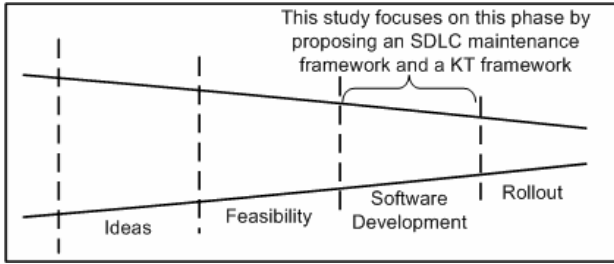 This study focuses on this phase by
proposing an SDLC maintenance
framework and a KT framework
Ideas
Feasibility
Software
Development
Rollout